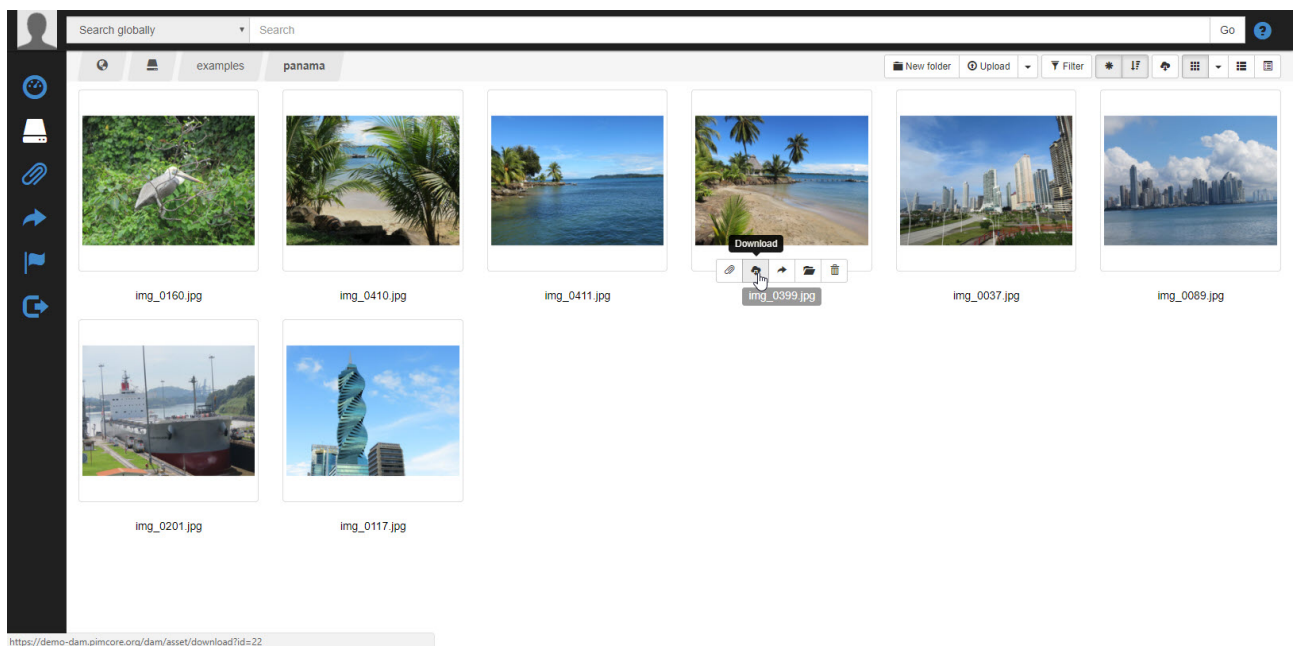 Search globally
Search
Go
?
examples
panama
New folder
Upload
Filter
Download
img_0160.jpg
img_0410.jpg
img_0411.jpg
img_0399.jpg
img_0037.jpg
img_0089.jpg
img_0201.jpg
img_0117.jpg
https://demo-dam.pimcore.org/dam/asset/download?id=22